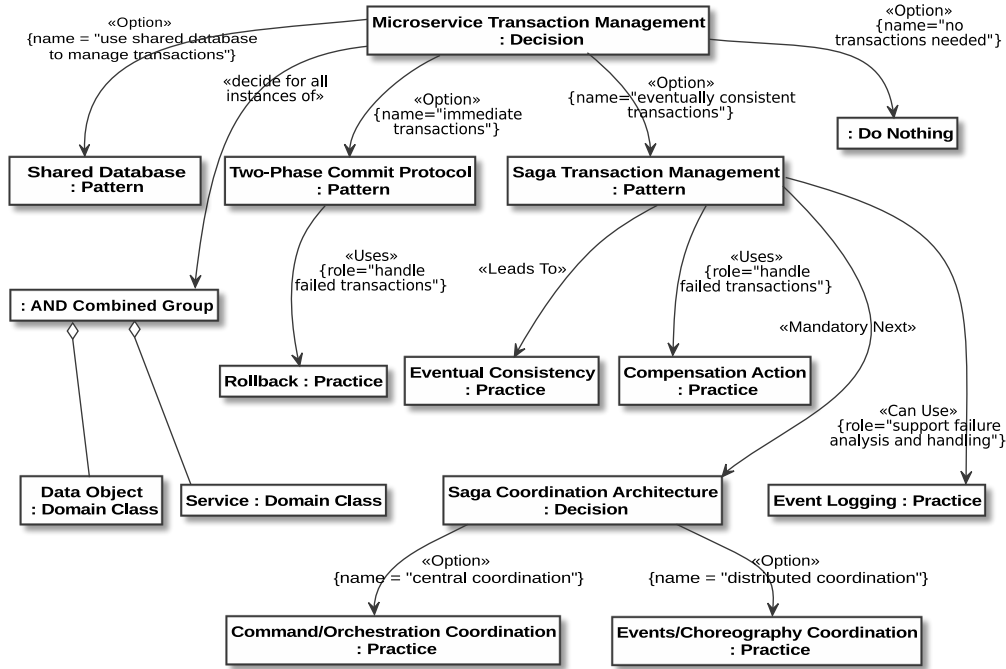 «Option»
{name = "use shared database
to manage transactions"}
Microservice Transaction Management
: Decision
«Option»
{name="no
transactions needed"}
«decide for all
instances of»
«Option»
{name="immediate
transactions"}
«Option»
{name="eventually consistent
transactions"}
: Do Nothing
Shared Database
: Pattern
Two-Phase Commit Protocol
: Pattern
Saga Transaction Management
: Pattern
«Uses»
{role="handle
failed transactions"}
«Leads To»
«Uses»
{role="handle
failed transactions"}
: AND Combined Group
«Mandatory Next»
Rollback : Practice
Eventual Consistency
: Practice
Compensation Action
: Practice
«Can Use»
{role="support failure
analysis and handling"}
Data Object
: Domain Class
Service : Domain Class
Saga Coordination Architecture
: Decision
Event Logging : Practice
«Option»
{name = "central coordination"}
«Option»
{name = "distributed coordination"}
Command/Orchestration Coordination
: Practice
Events/Choreography Coordination
: Practice